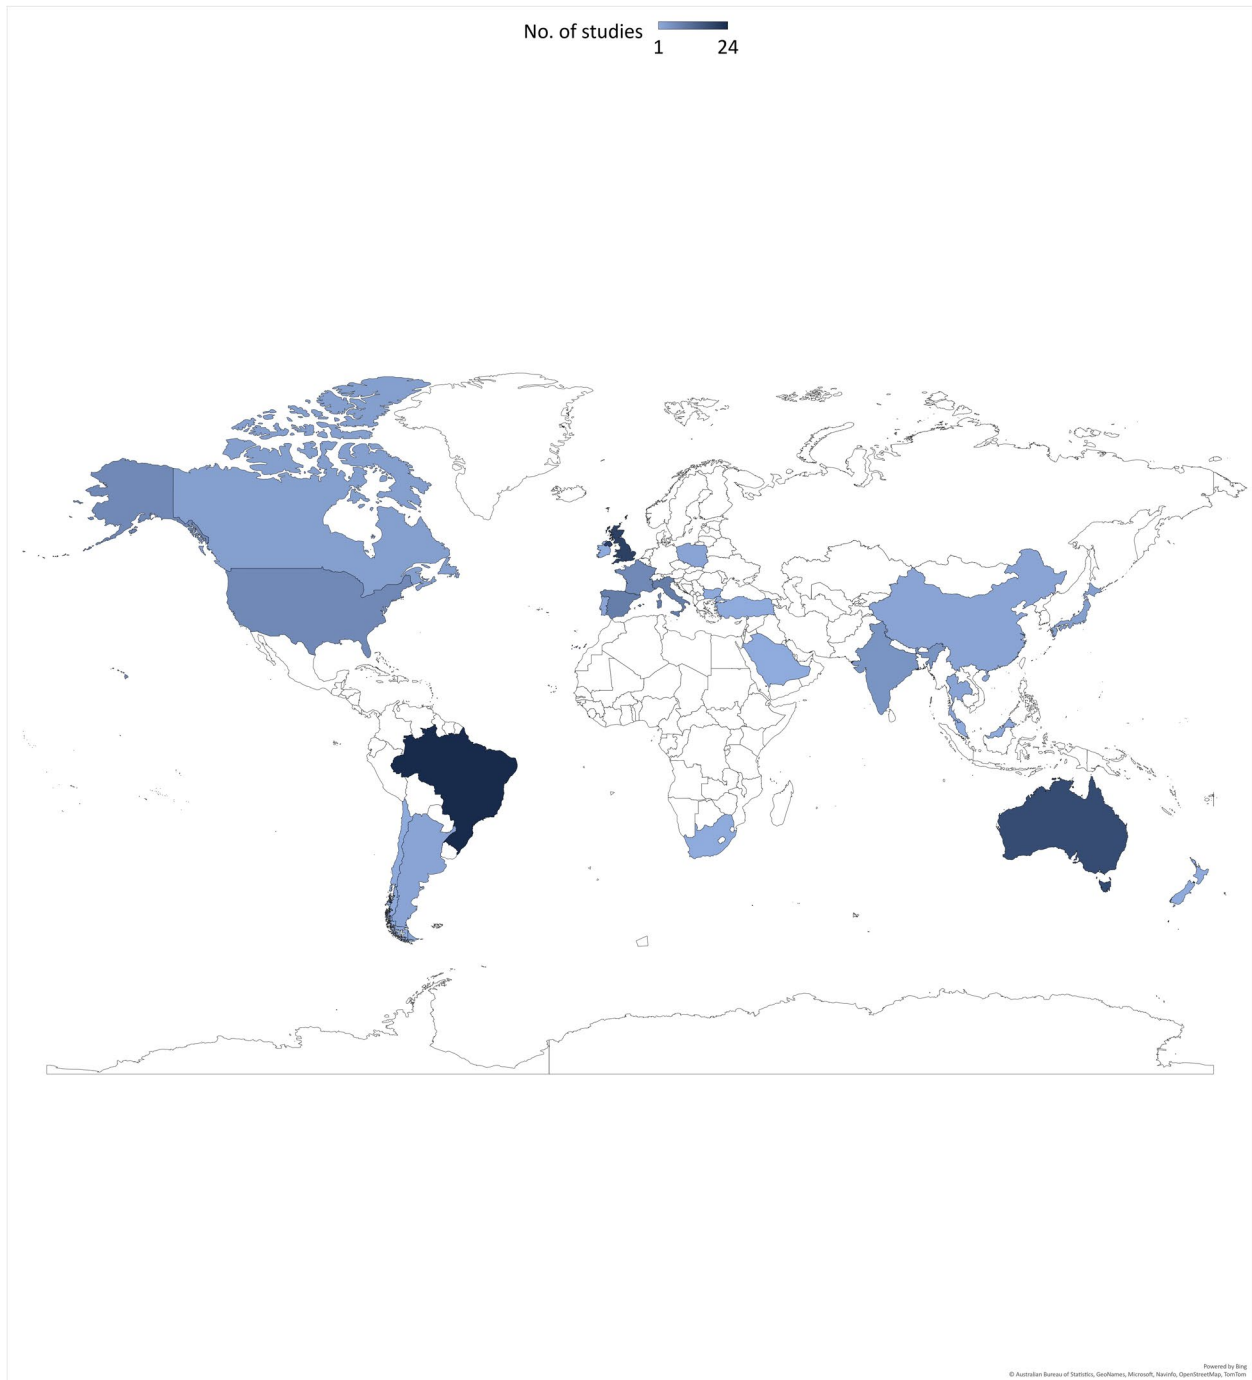 No. of studies
1 24
Powered by Bing
© Australian Bureau of Statistics, GeoNames, Microsoft, Navinfo, OpenStreetMap, TomTom